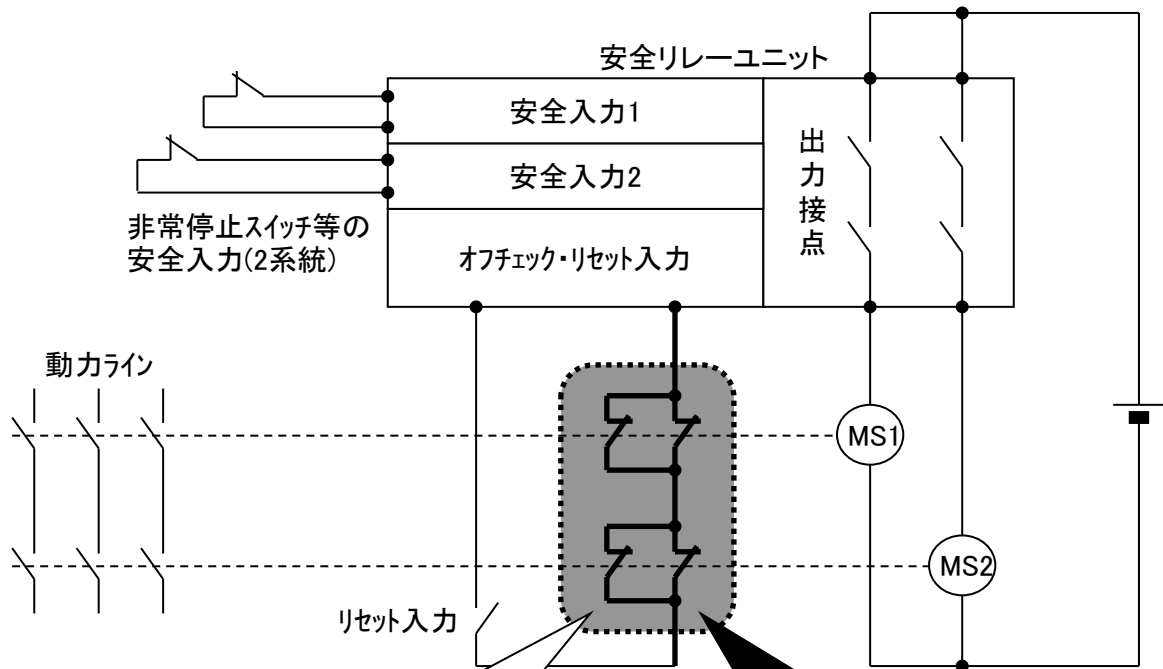 安全リレーユニット
安全入力1
安全入力2
オフチェック・リセット入力
出力接点
非常停止スイッチ等の
安全入力(2系統)
動力ライン
MS1
MS2
リセット入力